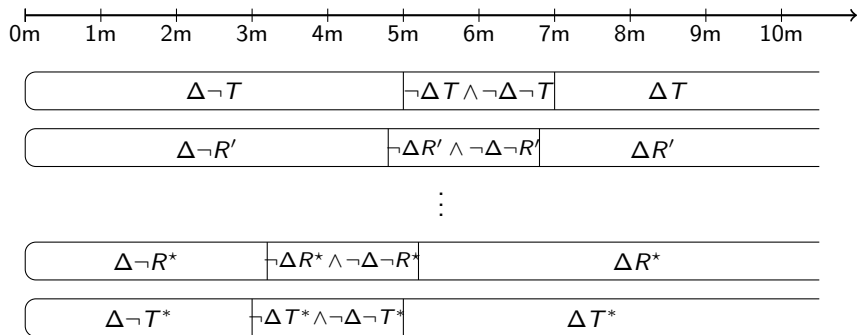 0m 1m 2m 3m 4m 5m 6m 7m 8m 9m 10m
Δ¬T ¬ΔT ∧ ¬Δ¬T ΔT
Δ¬R′ ¬ΔR′ ∧ ¬Δ¬R′ ΔR′
⋮
Δ¬R⋆ ¬ΔR⋆ ∧ ¬Δ¬R⋆ ΔR⋆
Δ¬T* ¬ΔT* ∧ ¬Δ¬T* ΔT*